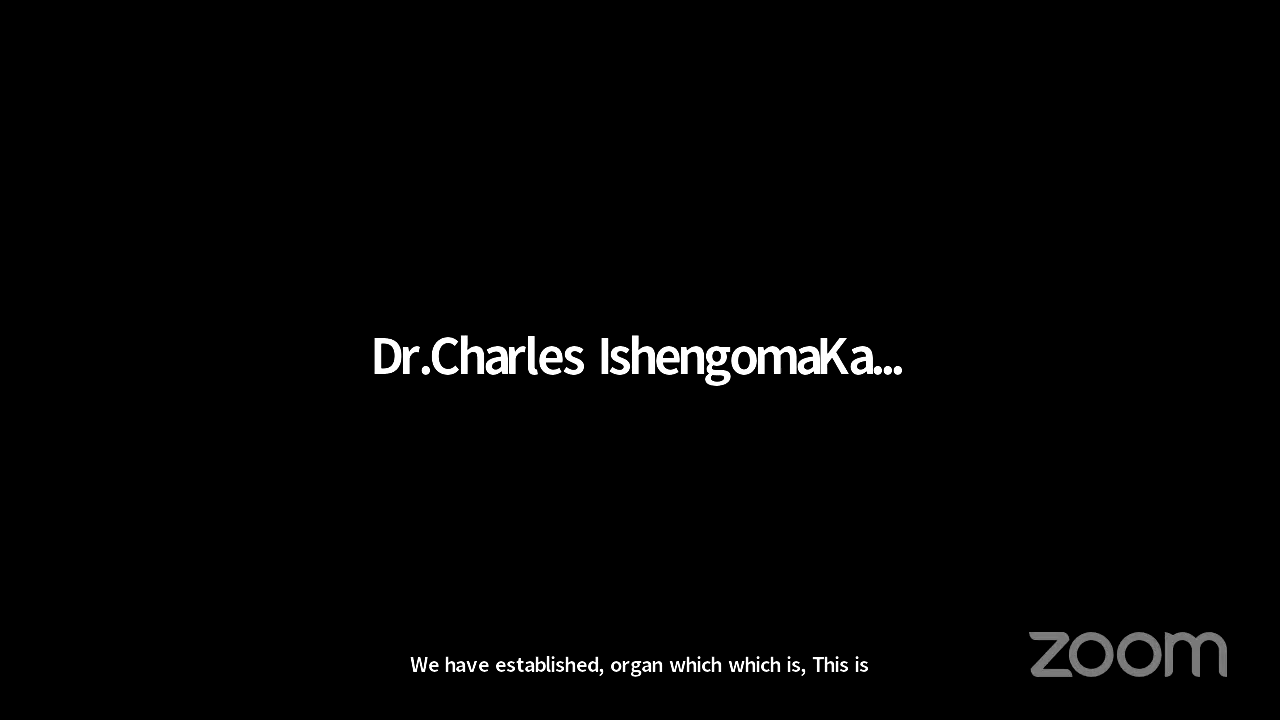 Dr.Charles IshengomaKa...
We have established, organ which which is, This is
zoom